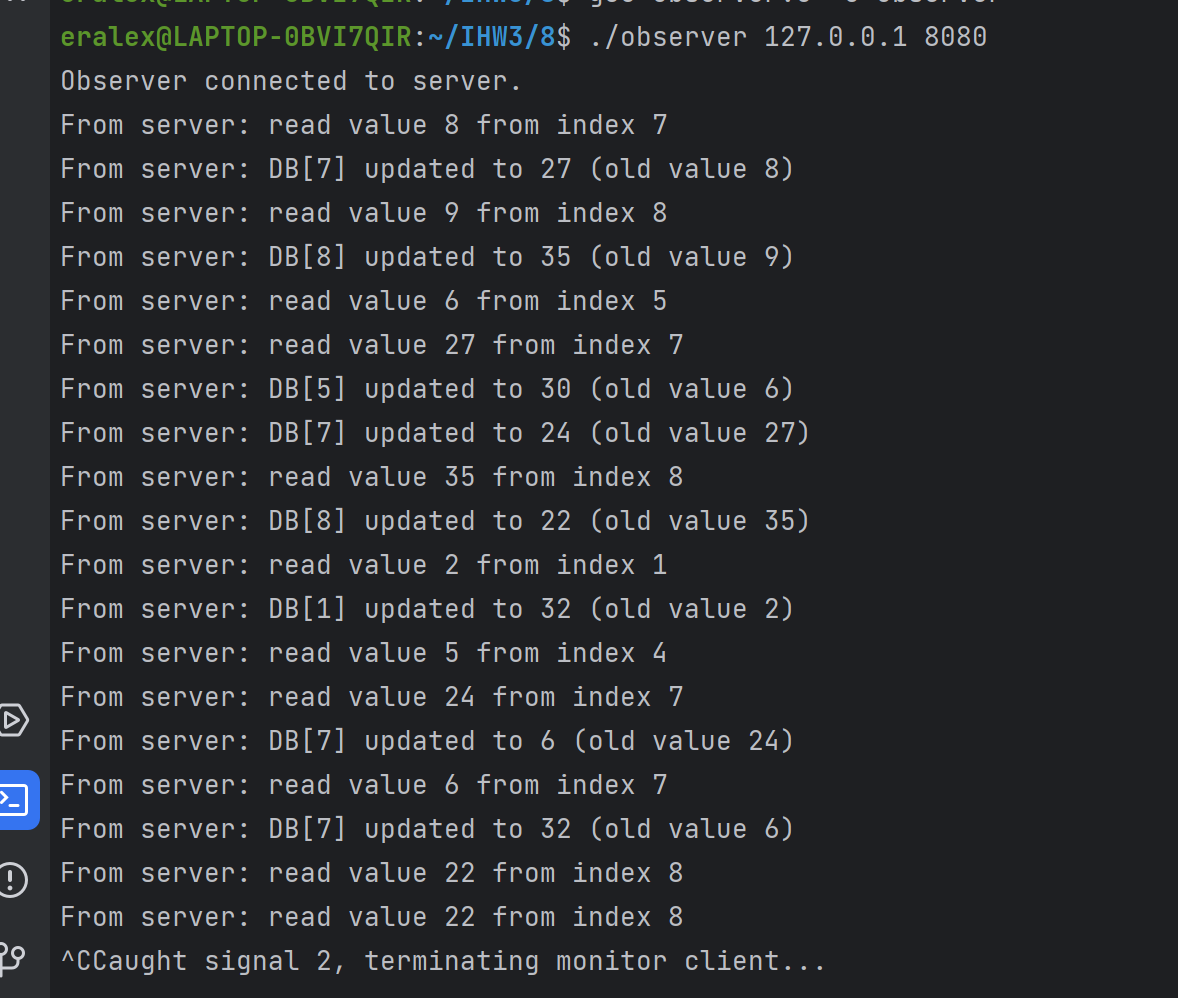 eralex@LAPTOP-0BVI7QIR:~/IHW3/8$ gcc observer.c -o observer
eralex@LAPTOP-0BVI7QIR:~/IHW3/8$ ./observer 127.0.0.1 8080
Observer connected to server.
From server: read value 8 from index 7
From server: DB[7] updated to 27 (old value 8)
From server: read value 9 from index 8
From server: DB[8] updated to 35 (old value 9)
From server: read value 6 from index 5
From server: read value 27 from index 7
From server: DB[5] updated to 30 (old value 6)
From server: DB[7] updated to 24 (old value 27)
From server: read value 35 from index 8
From server: DB[8] updated to 22 (old value 35)
From server: read value 2 from index 1
From server: DB[1] updated to 32 (old value 2)
From server: read value 5 from index 4
From server: read value 24 from index 7
From server: DB[7] updated to 6 (old value 24)
From server: read value 6 from index 7
From server: DB[7] updated to 32 (old value 6)
From server: read value 22 from index 8
From server: read value 22 from index 8
^CCaught signal 2, terminating monitor client...